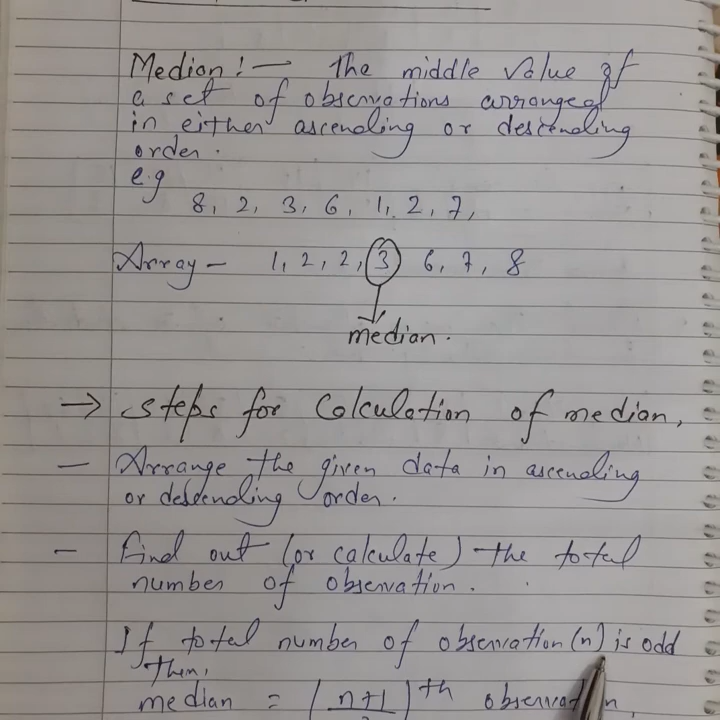 Median :— The middle value of
a set of observations arranged
in either ascending or descending
order.
e.g
8, 2, 3, 6, 1, 2, 7,
Array – 1, 2, 2, 3 6, 7, 8
median.
→ Steps for Calculation of median,
— Arrange the given data in ascending
or descending order.
— Find out (or calculate) the total
number of observation.
If total number of observation (n) is odd
then,
median = (n+1/2)th observation,